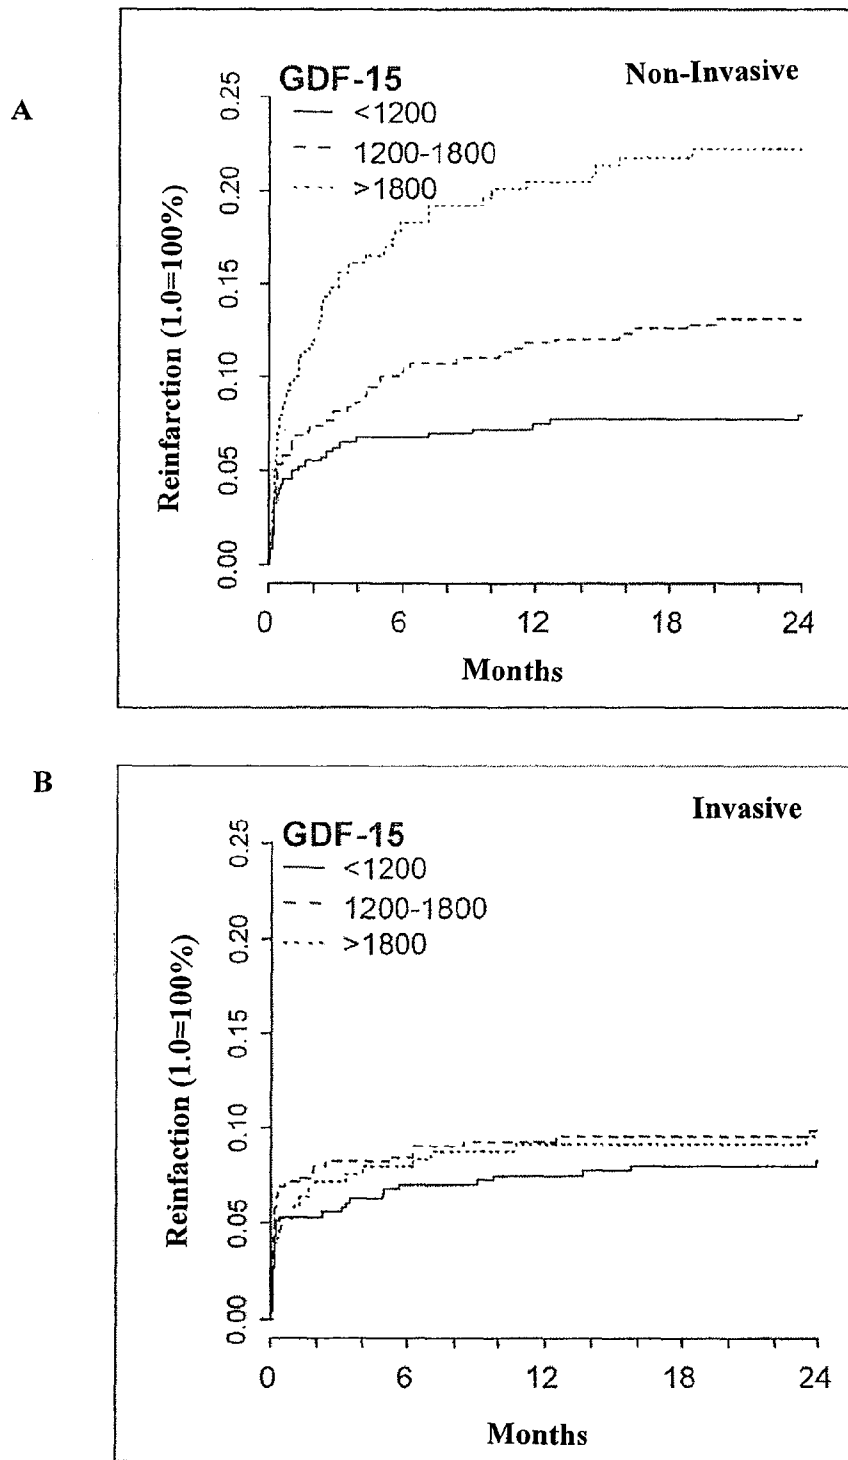 A
GDF-15
Non-Invasive
<1200
1200-1800
>1800
Reinfarction (1.0=100%)
0.25
0.20
0.15
0.10
0.05
0.00
0 6 12 18 24
Months
B
Invasive
GDF-15
<1200
1200-1800
>1800
Reinfaction (1.0=100%)
0.25
0.20
0.15
0.10
0.05
0.00
0 6 12 18 24
Months